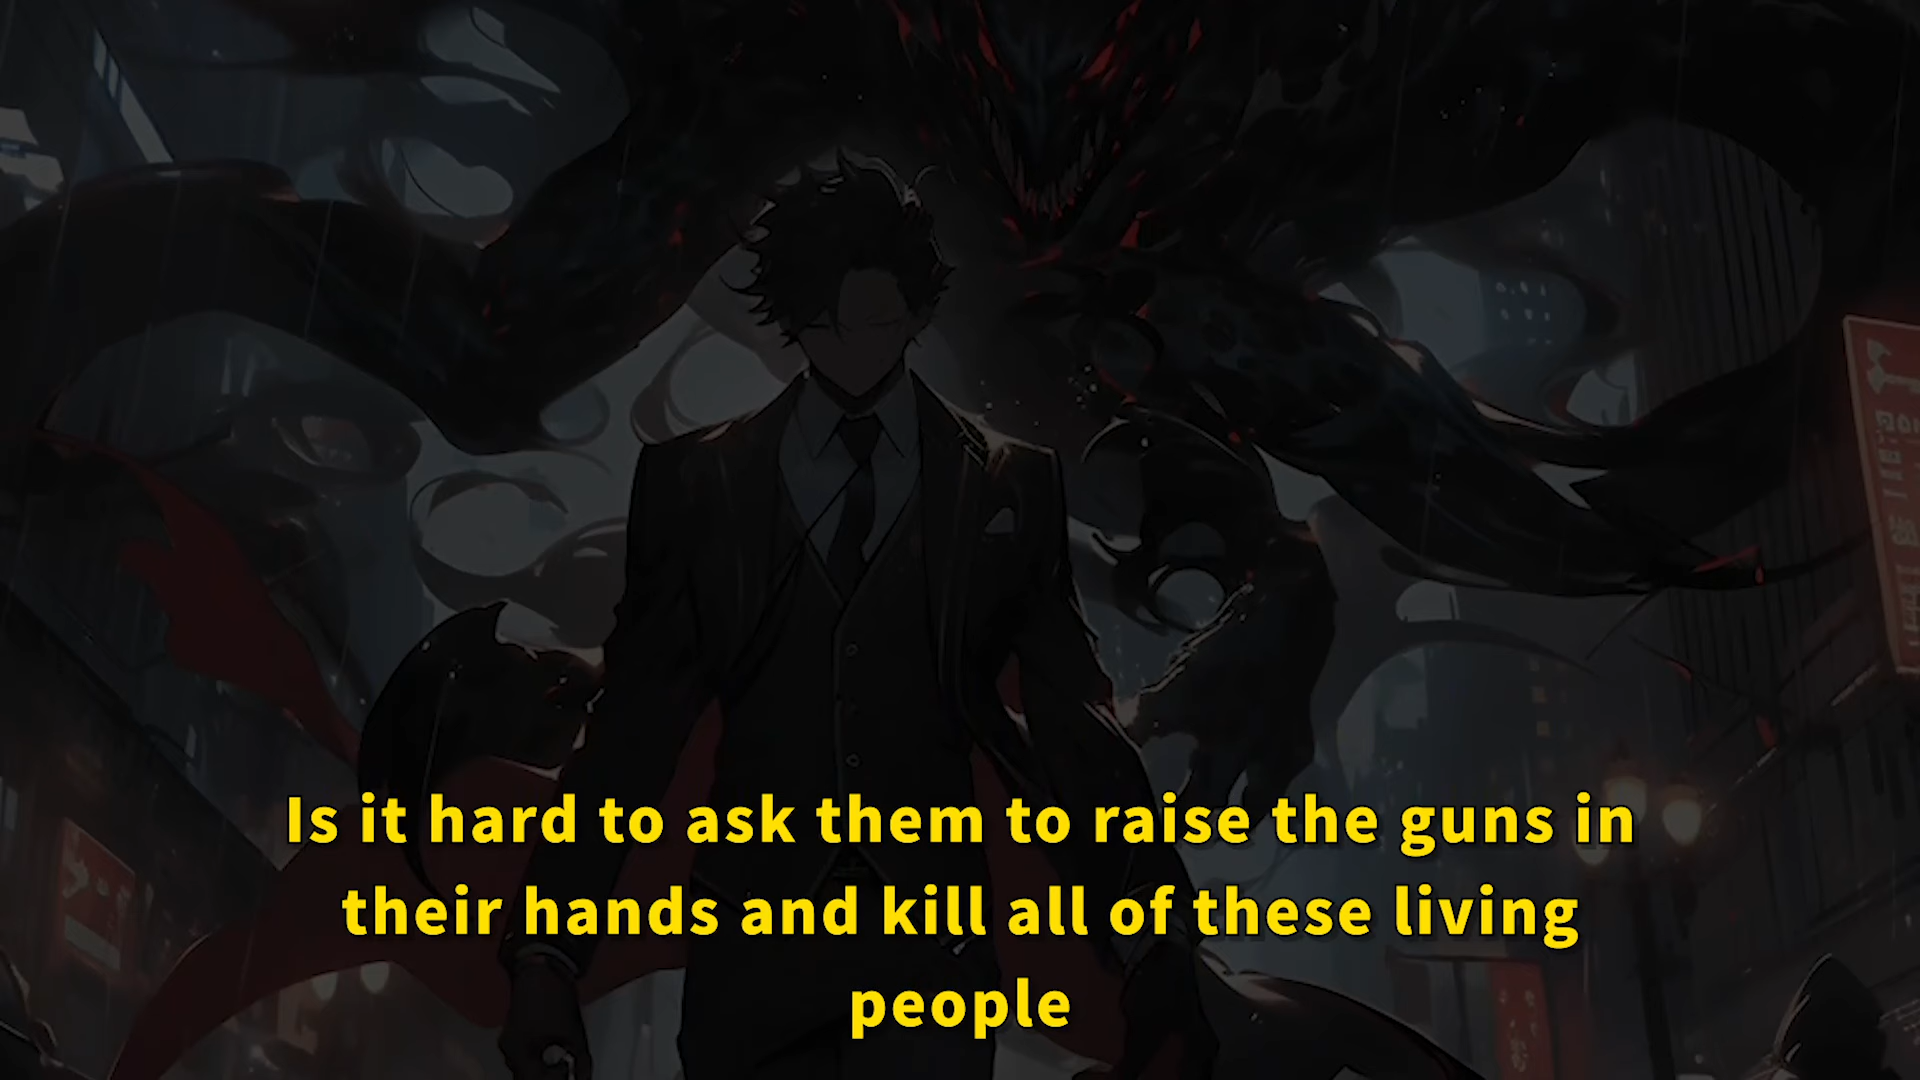 Is it hard to ask them to raise the guns in
their hands and kill all of these living
people